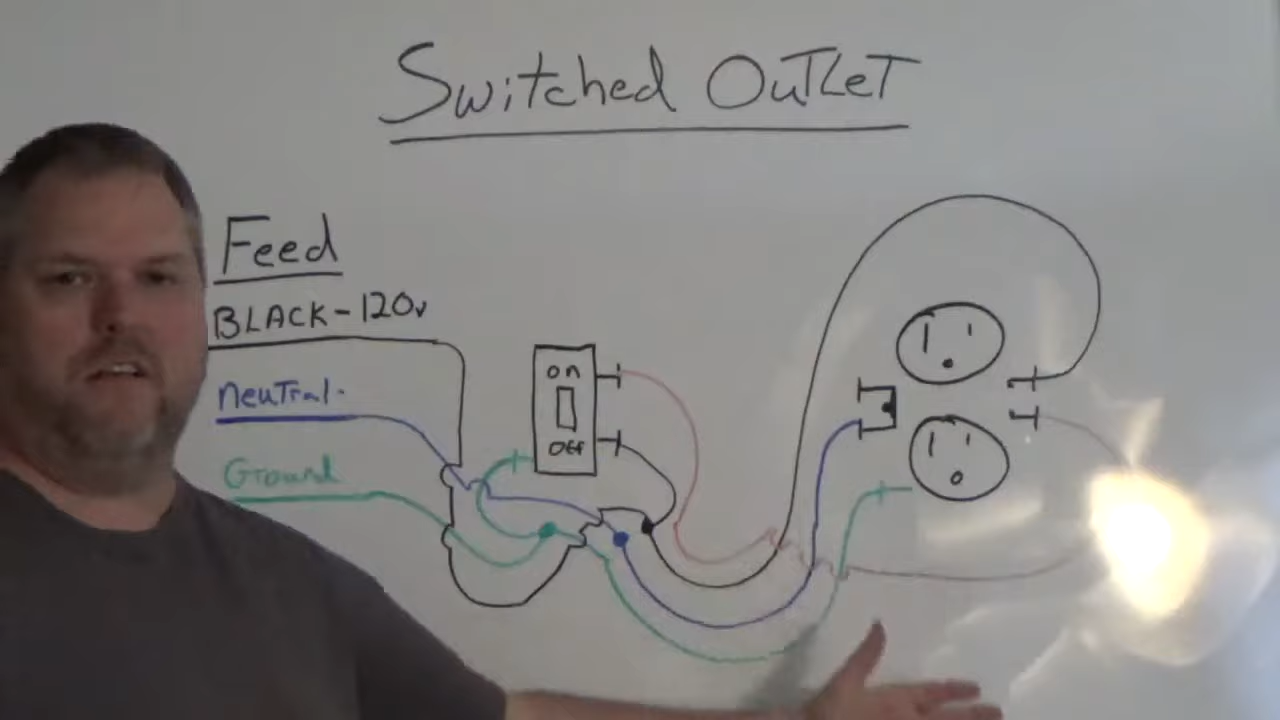 Switched OuTLeT
Feed
BLACK-120v
neuTral-
Ground
on
Off